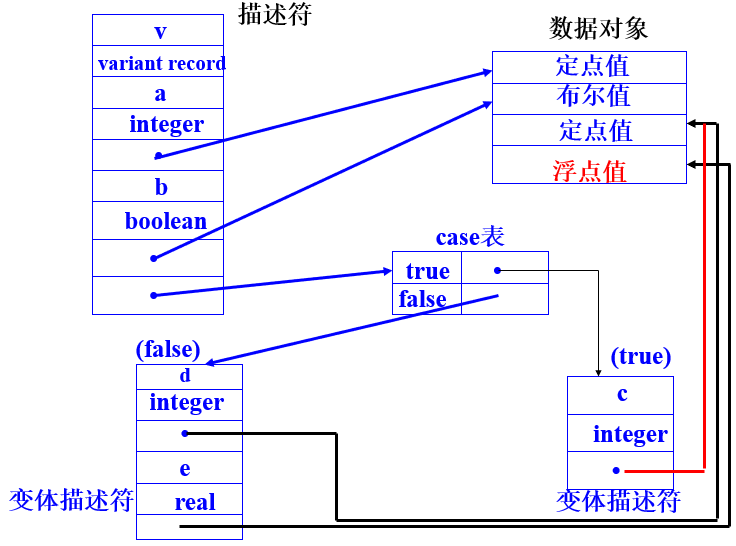 描述符
v
variant record
a
integer
b
boolean
数据对象
定点值
布尔值
定点值
浮点值
case表
true
false
(false)
d
integer
e
real
变体描述符
(true)
c
integer
变体描述符